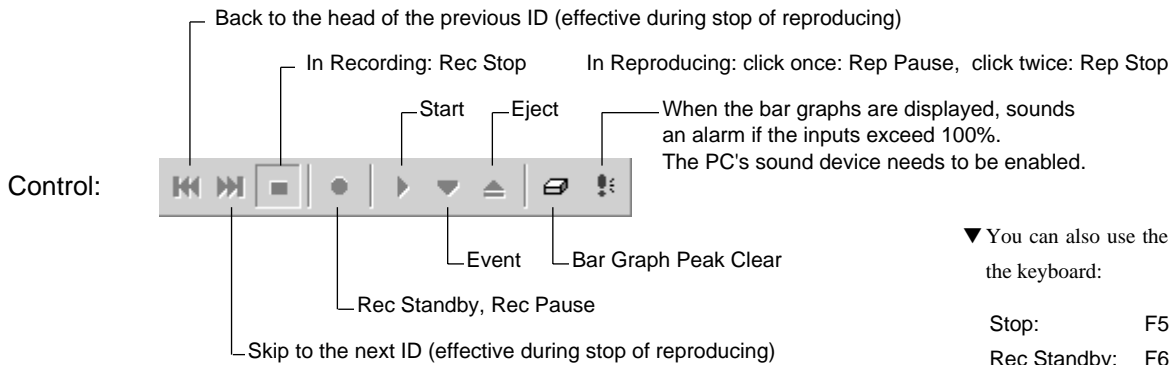 Back to the head of the previous ID (effective during stop of reproducing)
In Recording: Rec Stop
In Reproducing: click once: Rep Pause, click twice: Rep Stop
Start
Eject
When the bar graphs are displayed, sounds
an alarm if the inputs exceed 100%.
The PC's sound device needs to be enabled.
Control:
Event
Bar Graph Peak Clear
Rec Standby, Rec Pause
Skip to the next ID (effective during stop of reproducing)
▼ You can also use the
the keyboard:
Stop: F5
Rec Standby: F6